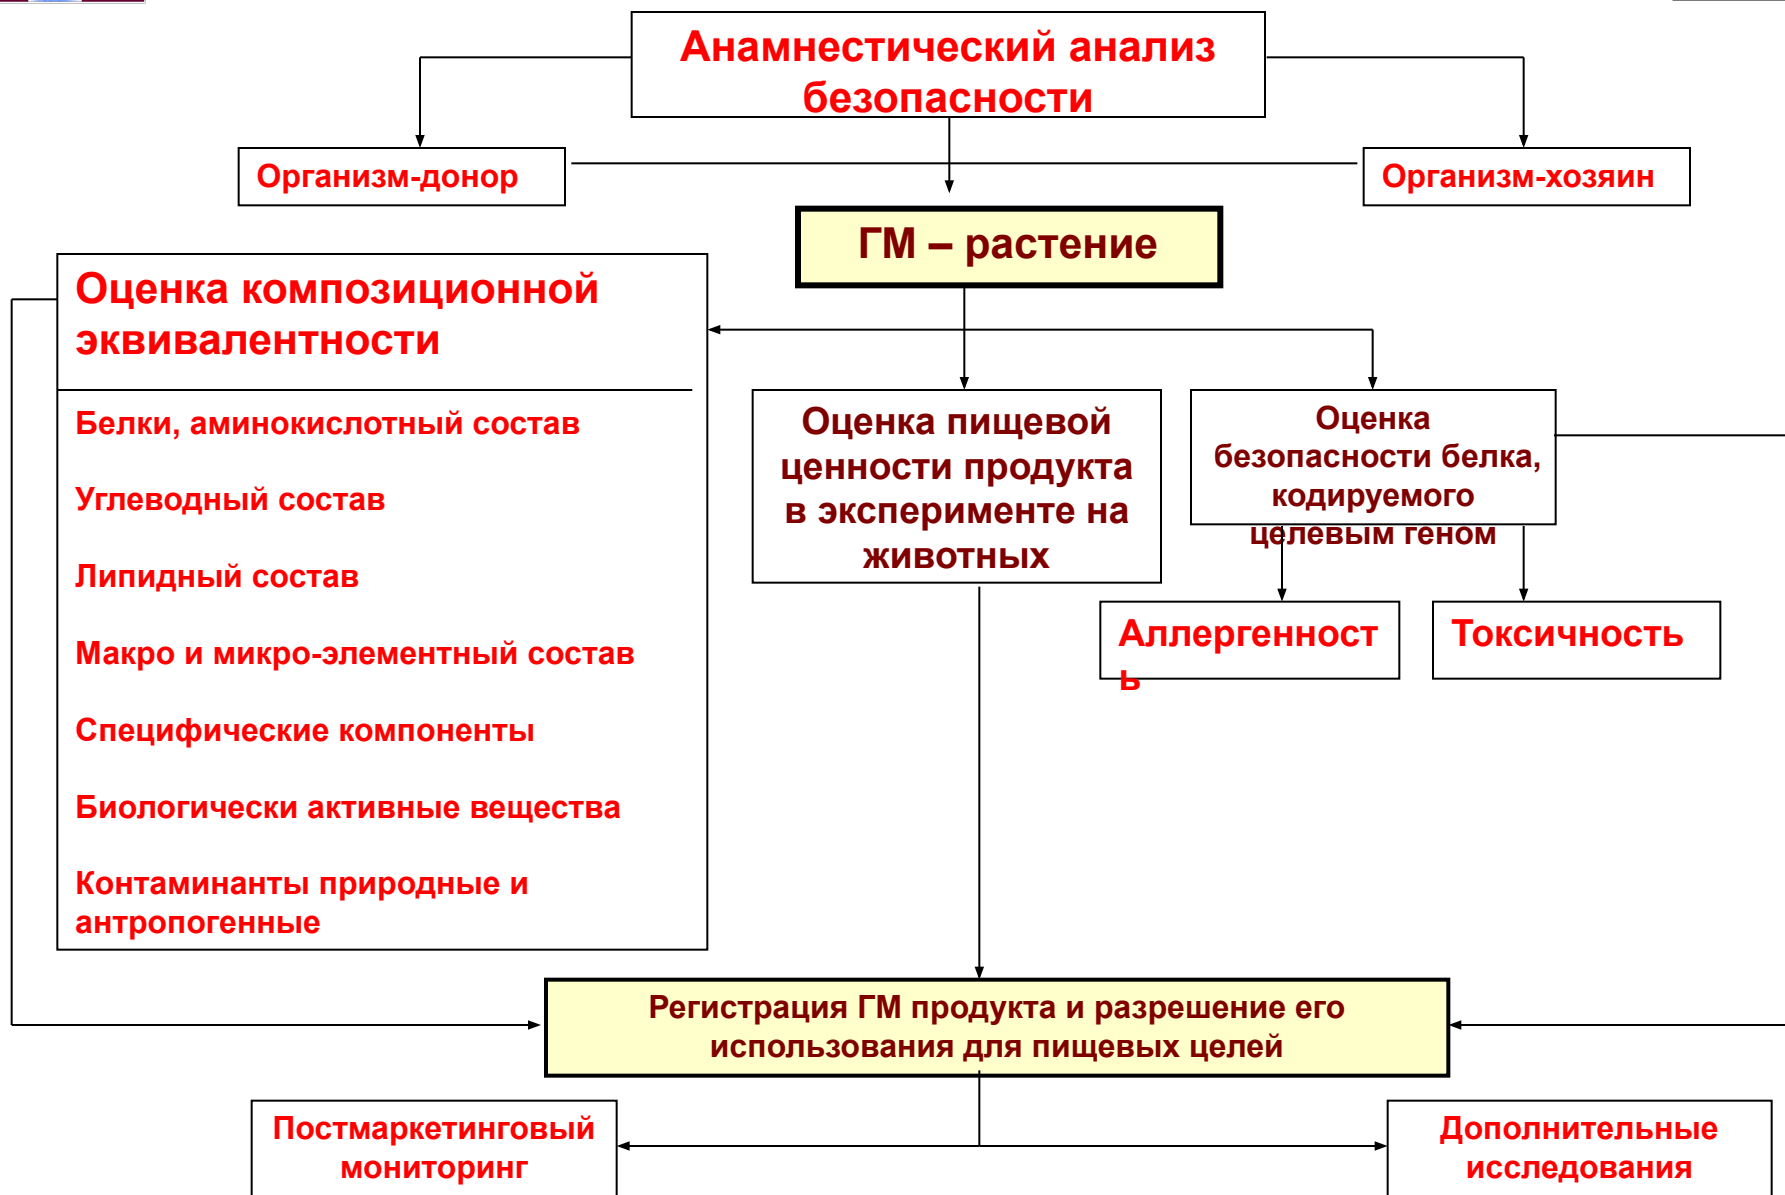 Анамнестический анализ
безопасности
Организм-донор
Организм-хозяин
ГМ – растение
Оценка композиционной
эквивалентности
Белки, аминокислотный состав
Углеводный состав
Липидный состав
Макро и микро-элементный состав
Специфические компоненты
Биологически активные вещества
Контаминанты природные и
антропогенные
Оценка пищевой
ценности продукта
в эксперименте на
животных
Оценка
безопасности белка,
кодируемого
целевым геном
Аллергенност
ь
Токсичность
Регистрация ГМ продукта и разрешение его
использования для пищевых целей
Постмаркетинговый
мониторинг
Дополнительные
исследования